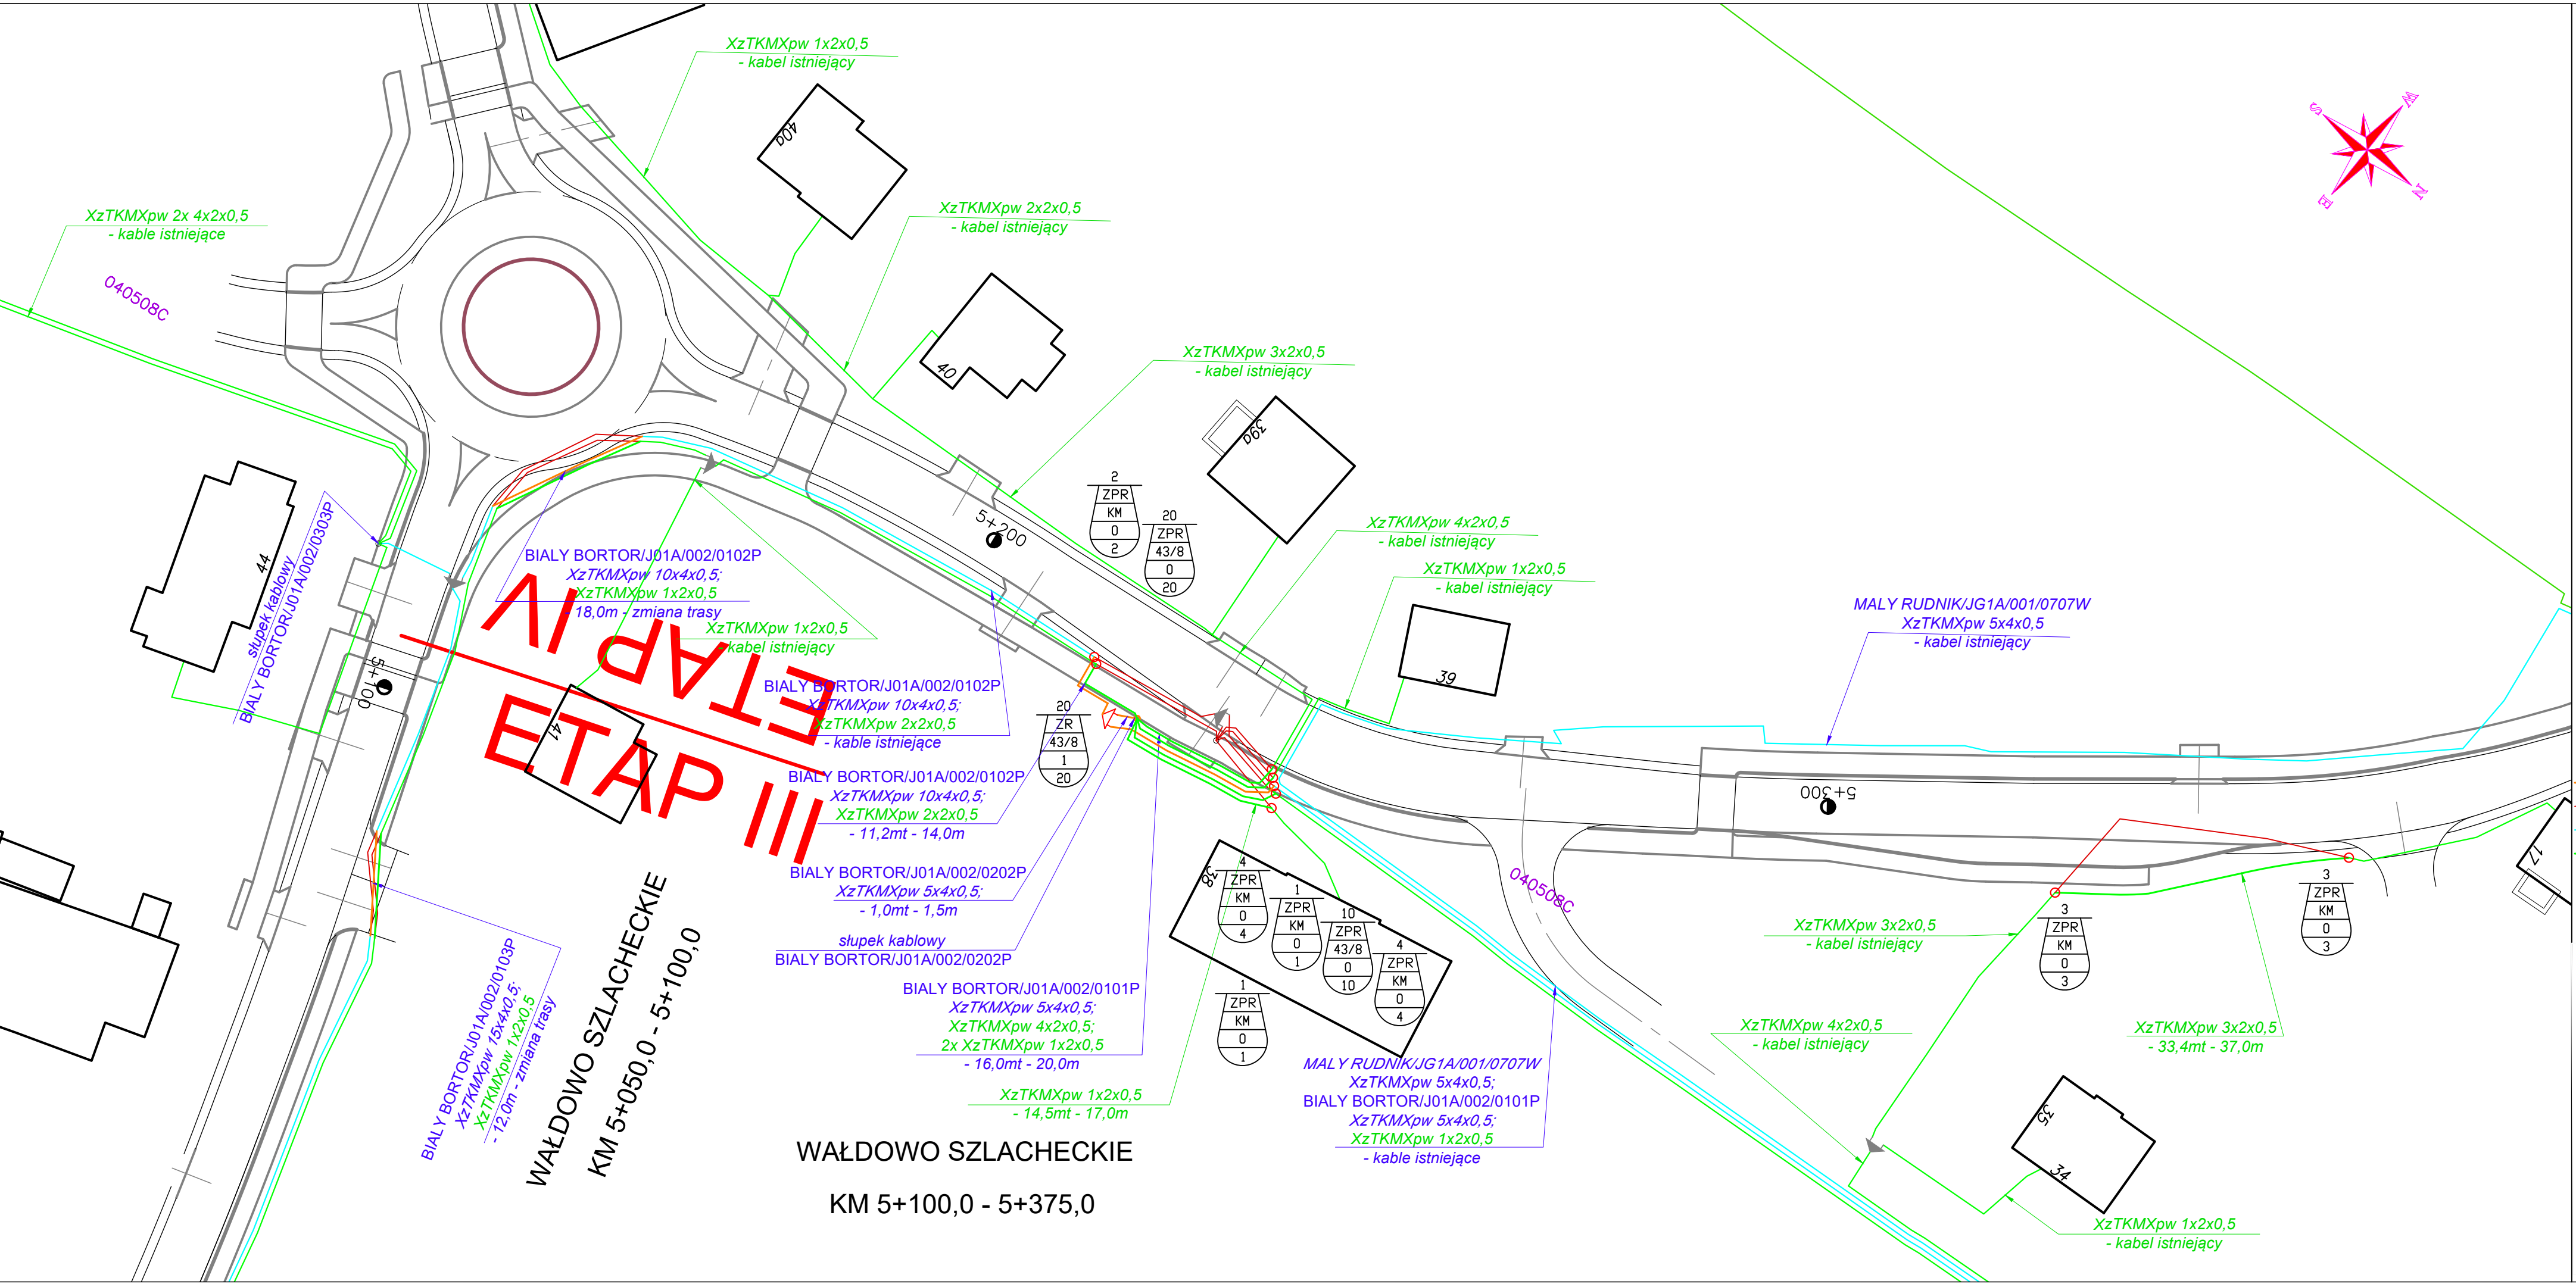 XzTKMXpw 1x2x0,5
- kabel istniejący
S
W
N
E
40a
XzTKMXpw 2x 4x2x0,5
- kable istniejące
040508C
XzTKMXpw 2x2x0,5
- kabel istniejący
40
XzTKMXpw 3x2x0,5
- kabel istniejący
39a
2
ZPR
KM
0
2
20
ZPR
43/8
0
20
5+200
XzTKMXpw 4x2x0,5
- kabel istniejący
XzTKMXpw 1x2x0,5
- kabel istniejący
39
MALY RUDNIK/JG1A/001/0707W
XzTKMXpw 5x4x0,5
- kabel istniejący
44
słupek kablowy
BIALY BORTOR/J01A/002/0303P
5+100
BIALY BORTOR/J01A/002/0102P
XzTKMXpw 10x4x0,5;
XzTKMXpw 1x2x0,5
- 18,0m - zmiana trasy
XzTKMXpw 1x2x0,5
- kabel istniejący
ETAP IV
ETAP III
41
BIALY BORTOR/J01A/002/0102P
XzTKMXpw 10x4x0,5;
XzTKMXpw 2x2x0,5
- kable istniejące
20
ZR
43/8
1
20
BIALY BORTOR/J01A/002/0102P
XzTKMXpw 10x4x0,5;
XzTKMXpw 2x2x0,5
- 11,2mt - 14,0m
BIALY BORTOR/J01A/002/0202P
XzTKMXpw 5x4x0,5;
- 1,0mt - 1,5m
słupek kablowy
BIALY BORTOR/J01A/002/0202P
BIALY BORTOR/J01A/002/0101P
XzTKMXpw 5x4x0,5;
XzTKMXpw 4x2x0,5;
2x XzTKMXpw 1x2x0,5
- 16,0mt - 20,0m
XzTKMXpw 1x2x0,5
- 14,5mt - 17,0m
BIALY BORTOR/J01A/002/0103P
XzTKMXpw 15x4x0,5;
XzTKMXpw 1x2x0,5
- 12,0m - zmiana trasy
WAŁDOWO SZLACHECKIE
KM 5+050,0 - 5+100,0
WAŁDOWO SZLACHECKIE
KM 5+100,0 - 5+375,0
38
4
ZPR
KM
0
4
1
ZPR
KM
0
1
10
ZPR
43/8
0
10
4
ZPR
KM
0
4
1
ZPR
KM
0
1
MALY RUDNIK/JG1A/001/0707W
XzTKMXpw 5x4x0,5;
BIALY BORTOR/J01A/002/0101P
XzTKMXpw 5x4x0,5;
XzTKMXpw 1x2x0,5
- kable istniejące
040508C
5+300
XzTKMXpw 3x2x0,5
- kabel istniejący
3
ZPR
KM
0
3
3
ZPR
KM
0
3
17
XzTKMXpw 4x2x0,5
- kabel istniejący
XzTKMXpw 3x2x0,5
- 33,4mt - 37,0m
35
34
XzTKMXpw 1x2x0,5
- kabel istniejący